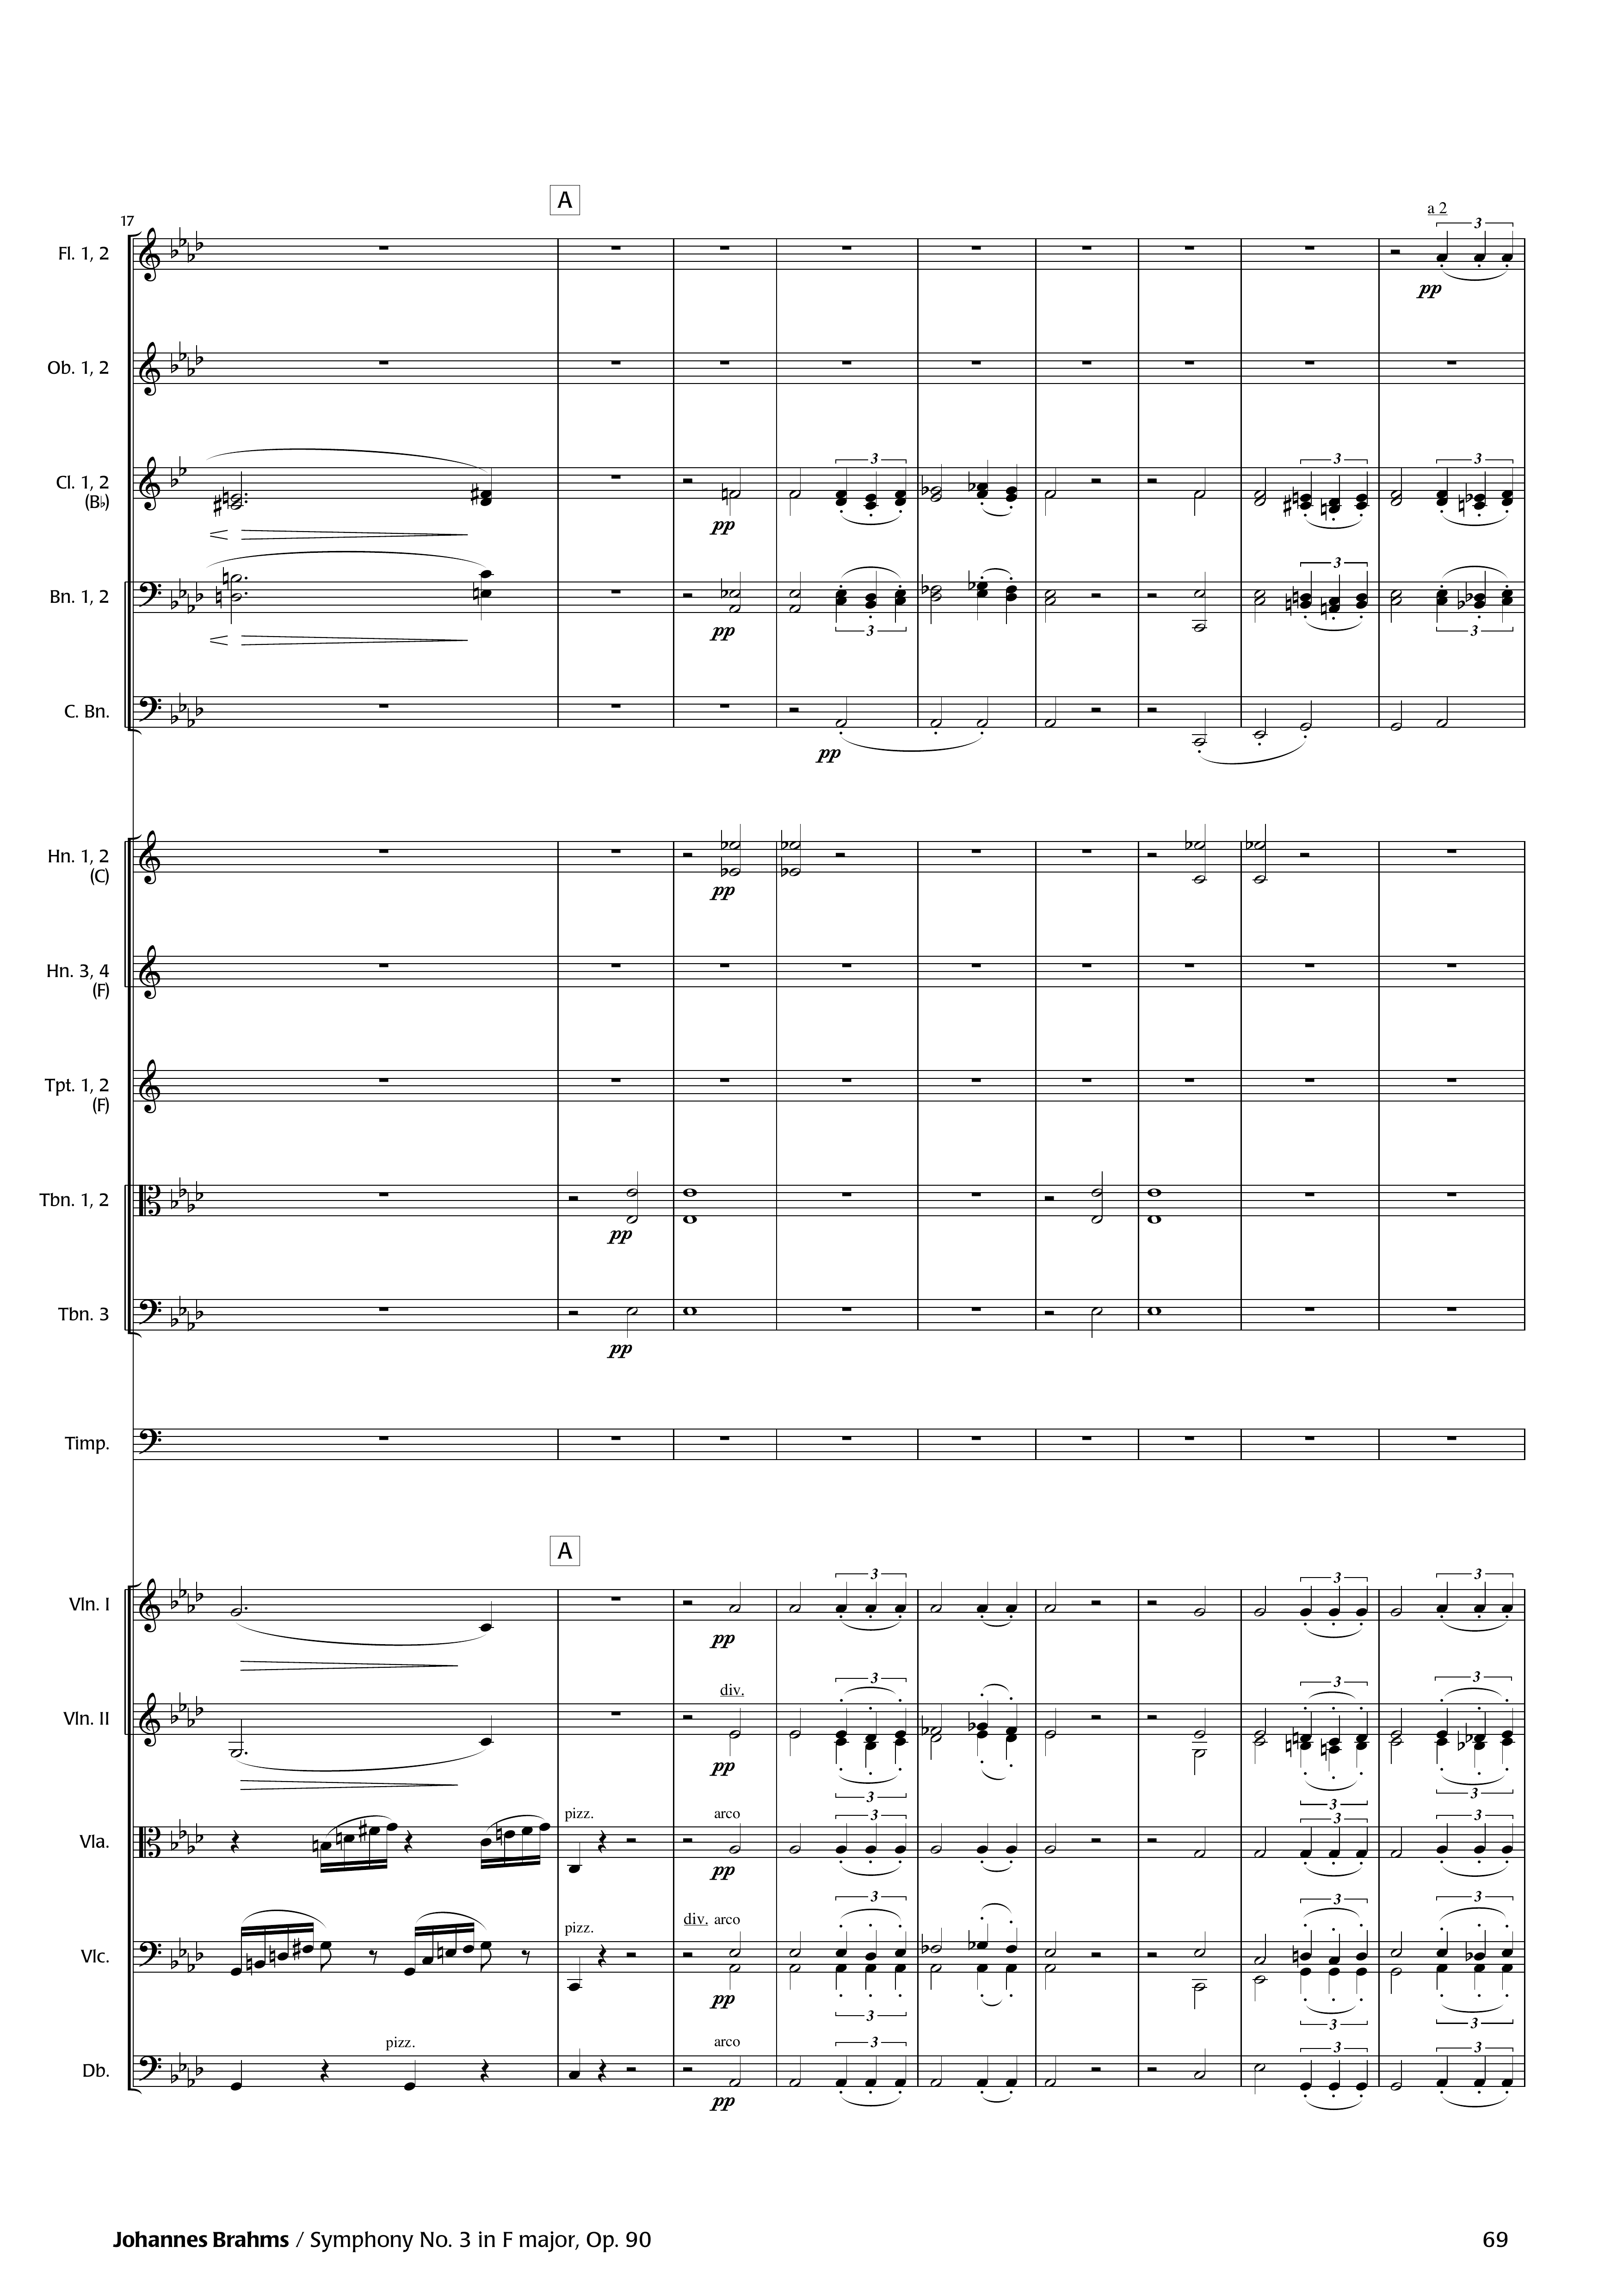 A
17
a 2
3
Fl. 1, 2
pp
Ob. 1, 2
3 3 3
Cl. 1, 2
(B♭)
pp
3
Bn. 1, 2
pp 3 3
C. Bn.
pp
Hn. 1, 2
(C)
pp
Hn. 3, 4
(F)
Tpt. 1, 2
(F)
Tbn. 1, 2
pp
Tbn. 3
pp
Timp.
A
3 3 3
Vln. I
pp
div. 3 3 3
Vln. II
pp
3 3 3
pizz. arco 3 3 3
Vla.
pp
pizz. div. arco 3 3 3
Vlc.
pp 3 3 3
pizz. arco 3 3 3
Db.
pp
Johannes Brahms / Symphony No. 3 in F major, Op. 90 69